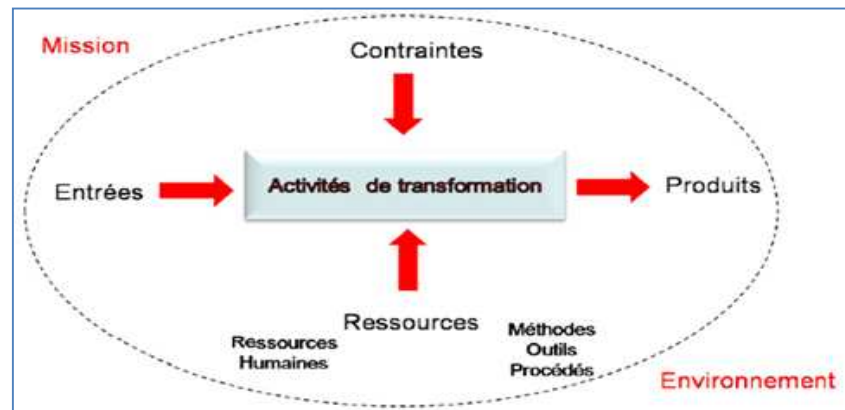 Mission
Contraintes
Entrées
Activités de transformation
Produits
Ressources
Ressources
Humaines
Méthodes
Outils
Procédés
Environnement